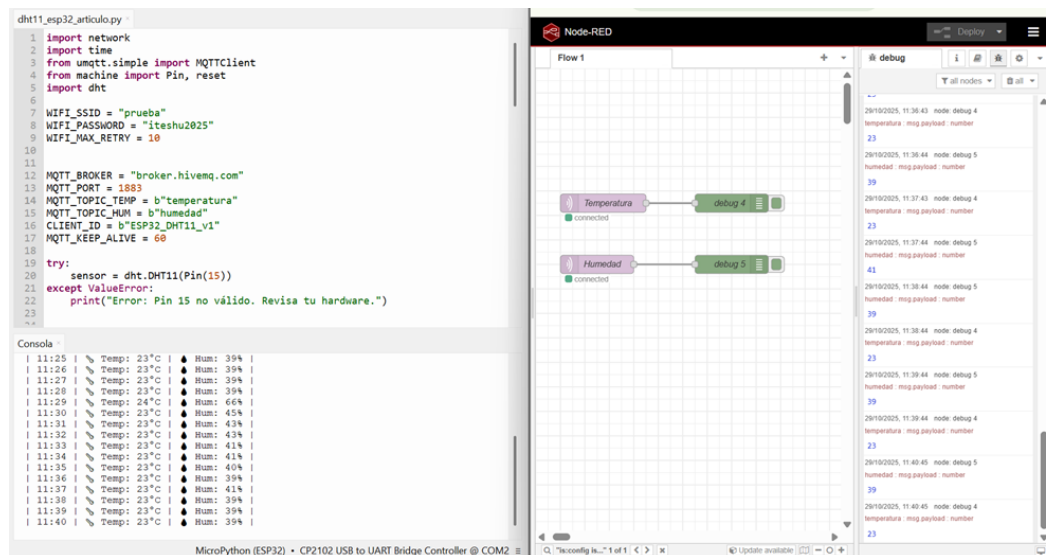 dht11_esp32_articulo.py
1 import network
2 import time
3 from umqtt.simple import MQTTClient
4 from machine import Pin, reset
5 import dht
6
7 WIFI_SSID = "prueba"
8 WIFI_PASSWORD = "iteshu2025"
9 WIFI_MAX_RETRY = 10
10
11
12 MQTT_BROKER = "broker.hivemq.com"
13 MQTT_PORT = 1883
14 MQTT_TOPIC_TEMP = b"temperatura"
15 MQTT_TOPIC_HUM = b"humedad"
16 CLIENT_ID = b"ESP32_DHT11_v1"
17 MQTT_KEEP_ALIVE = 60
18
19 try:
20 sensor = dht.DHT11(Pin(15))
21 except ValueError:
22 print("Error: Pin 15 no válido. Revisa tu hardware.")
23
Consola
| 11:25 | Temp: 23°C | Hum: 39% |
| 11:26 | Temp: 23°C | Hum: 39% |
| 11:27 | Temp: 23°C | Hum: 39% |
| 11:28 | Temp: 23°C | Hum: 39% |
| 11:29 | Temp: 24°C | Hum: 66% |
| 11:30 | Temp: 23°C | Hum: 45% |
| 11:31 | Temp: 23°C | Hum: 43% |
| 11:32 | Temp: 23°C | Hum: 43% |
| 11:33 | Temp: 23°C | Hum: 41% |
| 11:34 | Temp: 23°C | Hum: 41% |
| 11:35 | Temp: 23°C | Hum: 40% |
| 11:36 | Temp: 23°C | Hum: 39% |
| 11:37 | Temp: 23°C | Hum: 41% |
| 11:38 | Temp: 23°C | Hum: 39% |
| 11:39 | Temp: 23°C | Hum: 39% |
| 11:40 | Temp: 23°C | Hum: 39% |
MicroPython (ESP32) • CP2102 USB to UART Bridge Controller @ COM2
Node-RED
Deploy
Flow 1
Temperatura
debug 4
connected
Humedad
debug 5
connected
"is:config is..." 1 of 1
Update available
debug
all nodes
all
29/10/2025, 11:36:43 node: debug 4
temperatura : msg.payload : number
23
29/10/2025, 11:36:44 node: debug 5
humedad : msg.payload : number
39
29/10/2025, 11:37:43 node: debug 4
temperatura : msg.payload : number
23
29/10/2025, 11:37:44 node: debug 5
humedad : msg.payload : number
41
29/10/2025, 11:38:44 node: debug 5
humedad : msg.payload : number
39
29/10/2025, 11:38:44 node: debug 4
temperatura : msg.payload : number
23
29/10/2025, 11:39:44 node: debug 5
humedad : msg.payload : number
39
29/10/2025, 11:39:44 node: debug 4
temperatura : msg.payload : number
23
29/10/2025, 11:40:45 node: debug 5
humedad : msg.payload : number
39
29/10/2025, 11:40:45 node: debug 4
temperatura : msg.payload : number
23